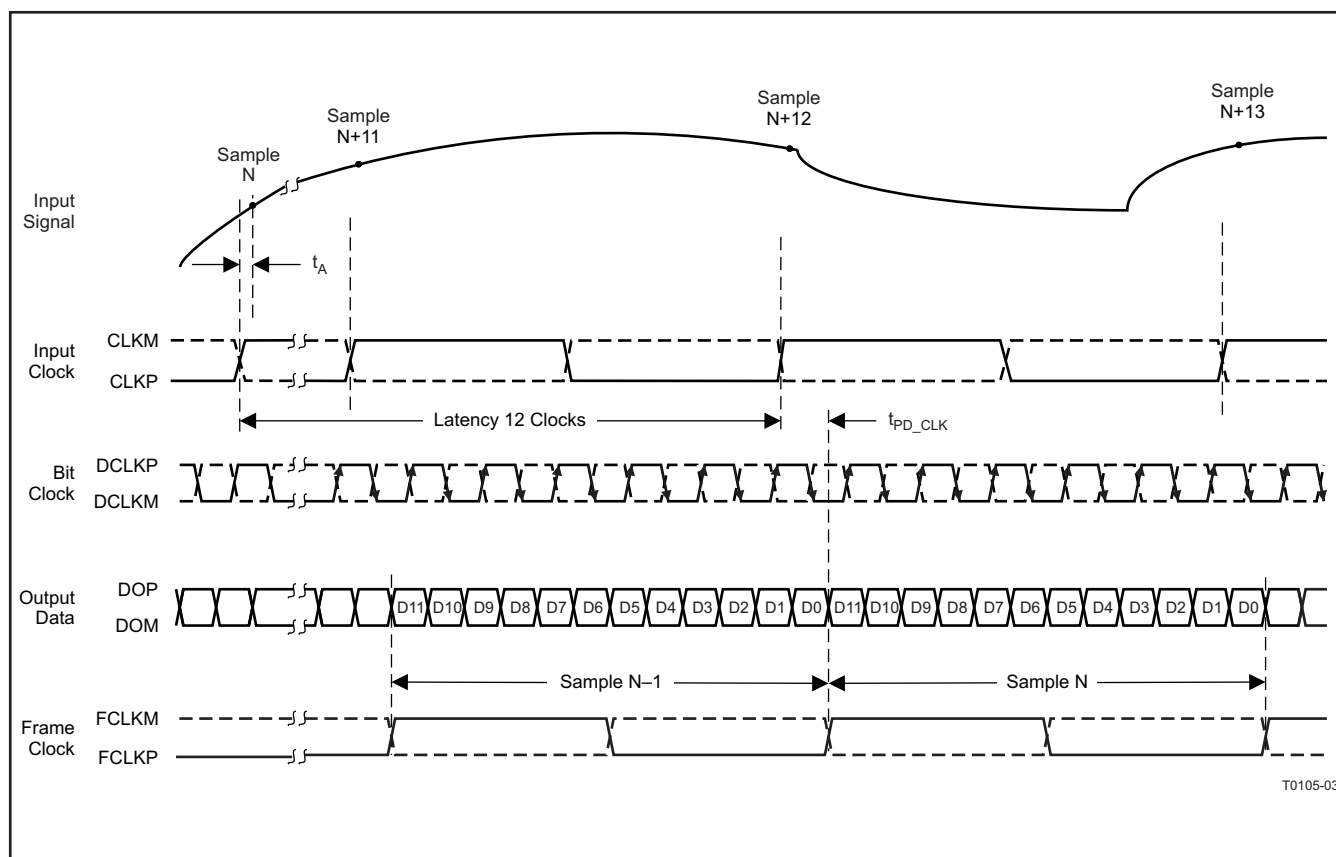 Sample
N
Sample
N+11
Sample
N+12
Sample
N+13
Input
Signal
tA
Input
Clock
CLKM
CLKP
Latency 12 Clocks
tPD_CLK
Bit
Clock
DCLKP
DCLKM
Output
Data
DOP
DOM
D11 D10 D9 D8 D7 D6 D5 D4 D3 D2 D1 D0 D11 D10 D9 D8 D7 D6 D5 D4 D3 D2 D1 D0
Sample N–1
Sample N
Frame
Clock
FCLKM
FCLKP
T0105-03